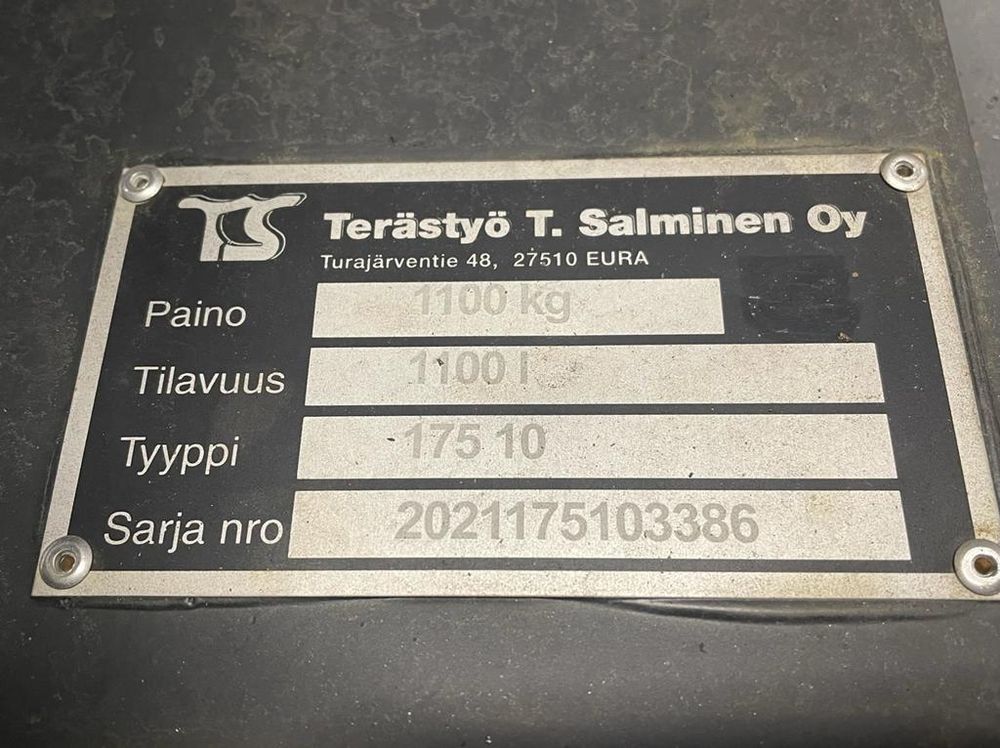 TS Terästyö T. Salminen Oy
Turajärventie 48, 27510 EURA
Paino 1100 kg
Tilavuus 1100 l
Tyyppi 175 10
Sarja nro 2021175103386